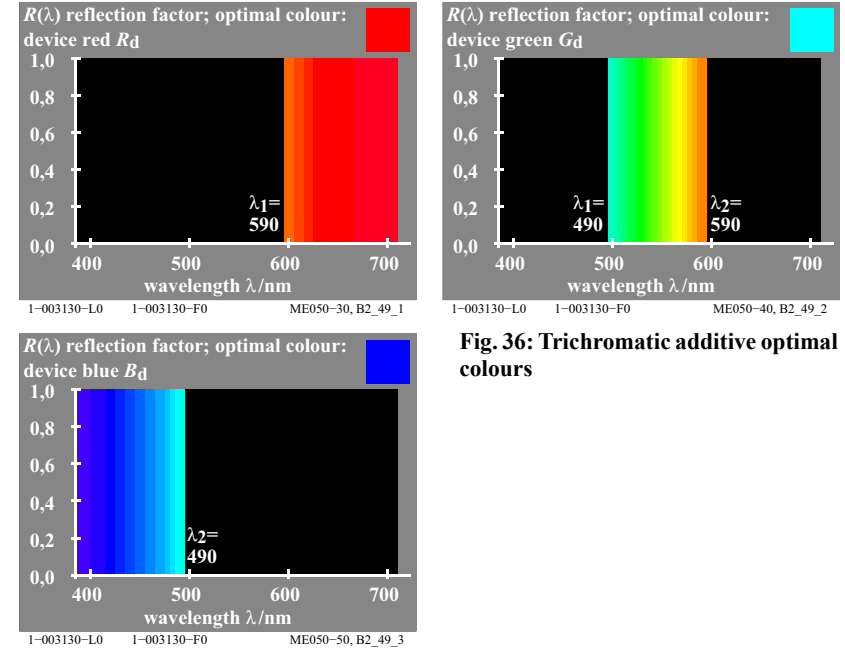 R(λ) reflection factor; optimal colour:
device red Rd
1,0
0,8
0,6
0,4
0,2
0,0
λ1=
590
400 500 600 700
wavelength λ/nm
1−003130−L0 1−003130−F0 ME050−30, B2_49_1
R(λ) reflection factor; optimal colour:
device green Gd
1,0
0,8
0,6
0,4
0,2
0,0
λ1= λ2=
490 590
400 500 600 700
wavelength λ/nm
1−003130−L0 1−003130−F0 ME050−40, B2_49_2
R(λ) reflection factor; optimal colour:
device blue Bd
1,0
0,8
0,6
0,4
0,2
0,0
λ2=
490
400 500 600 700
wavelength λ/nm
1−003130−L0 1−003130−F0 ME050−50, B2_49_3
Fig. 36: Trichromatic additive optimal
colours